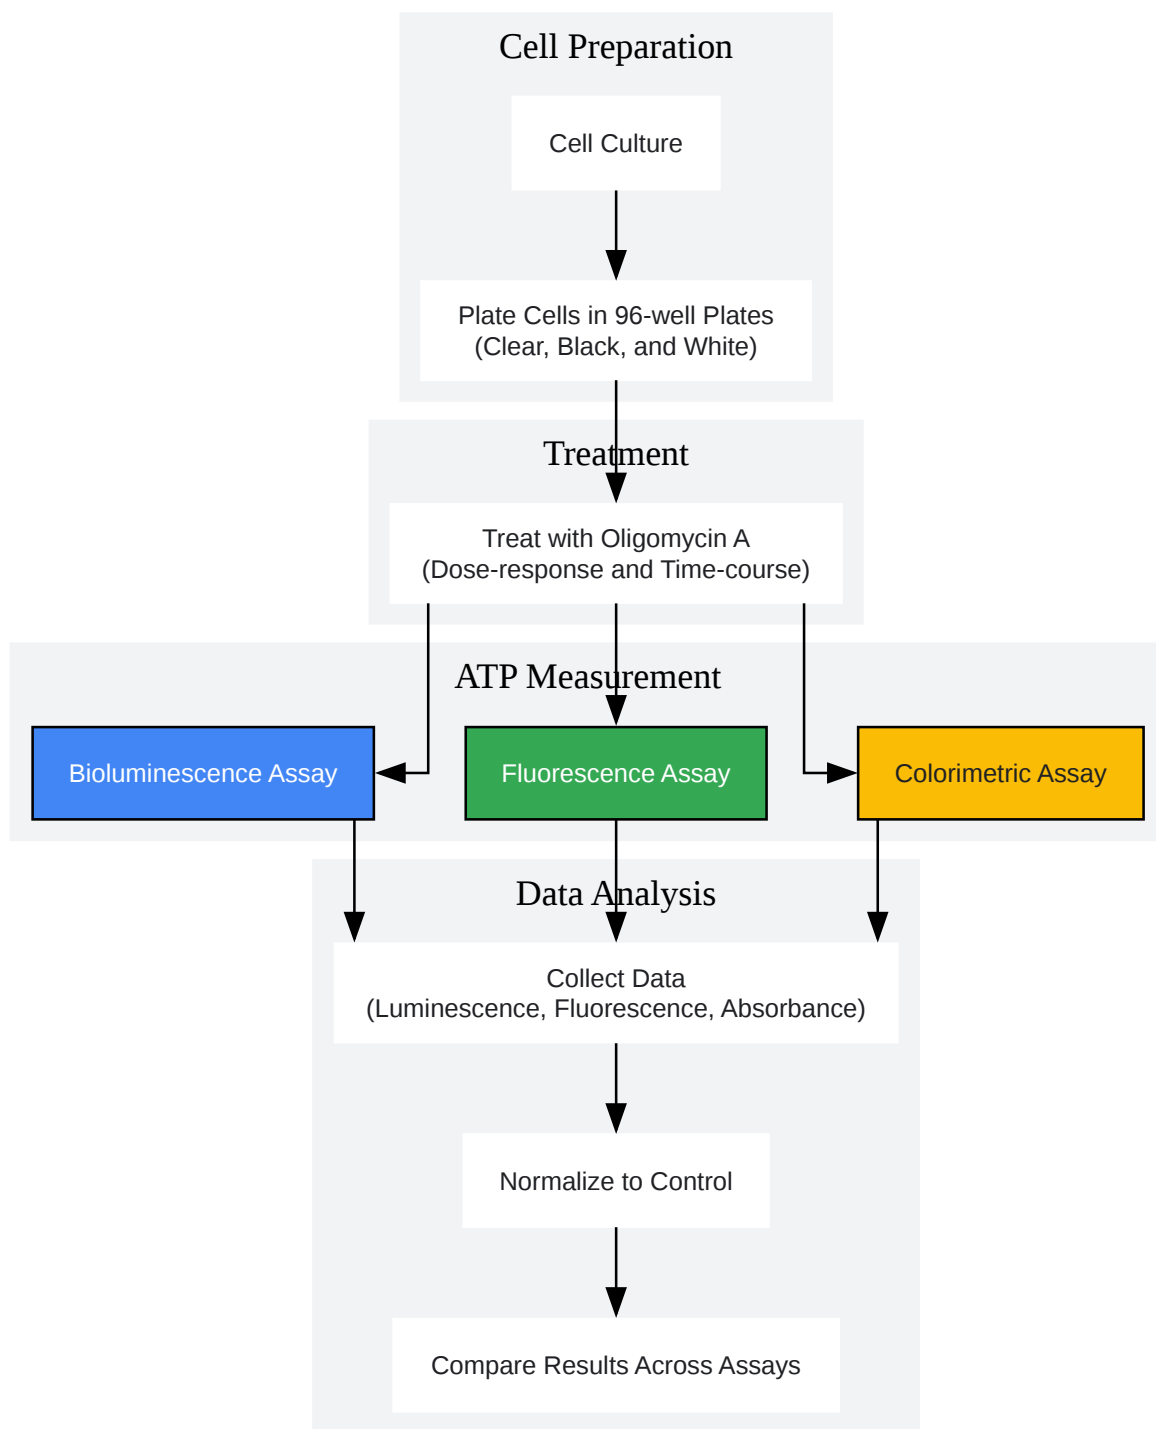 Cell Preparation
Cell Culture
Plate Cells in 96-well Plates
(Clear, Black, and White)
Treatment
Treat with Oligomycin A
(Dose-response and Time-course)
ATP Measurement
Bioluminescence Assay
Fluorescence Assay
Colorimetric Assay
Data Analysis
Collect Data
(Luminescence, Fluorescence, Absorbance)
Normalize to Control
Compare Results Across Assays